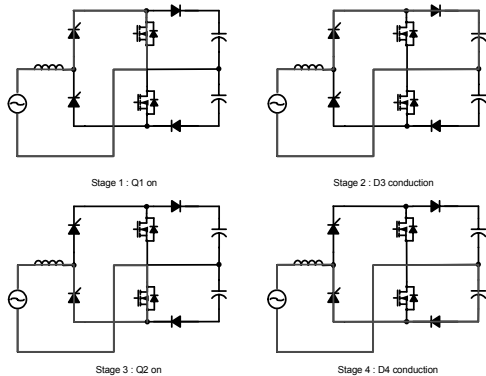 Stage 1 : Q1 on
Stage 2 : D3 conduction
Stage 3 : Q2 on
Stage 4 : D4 conduction